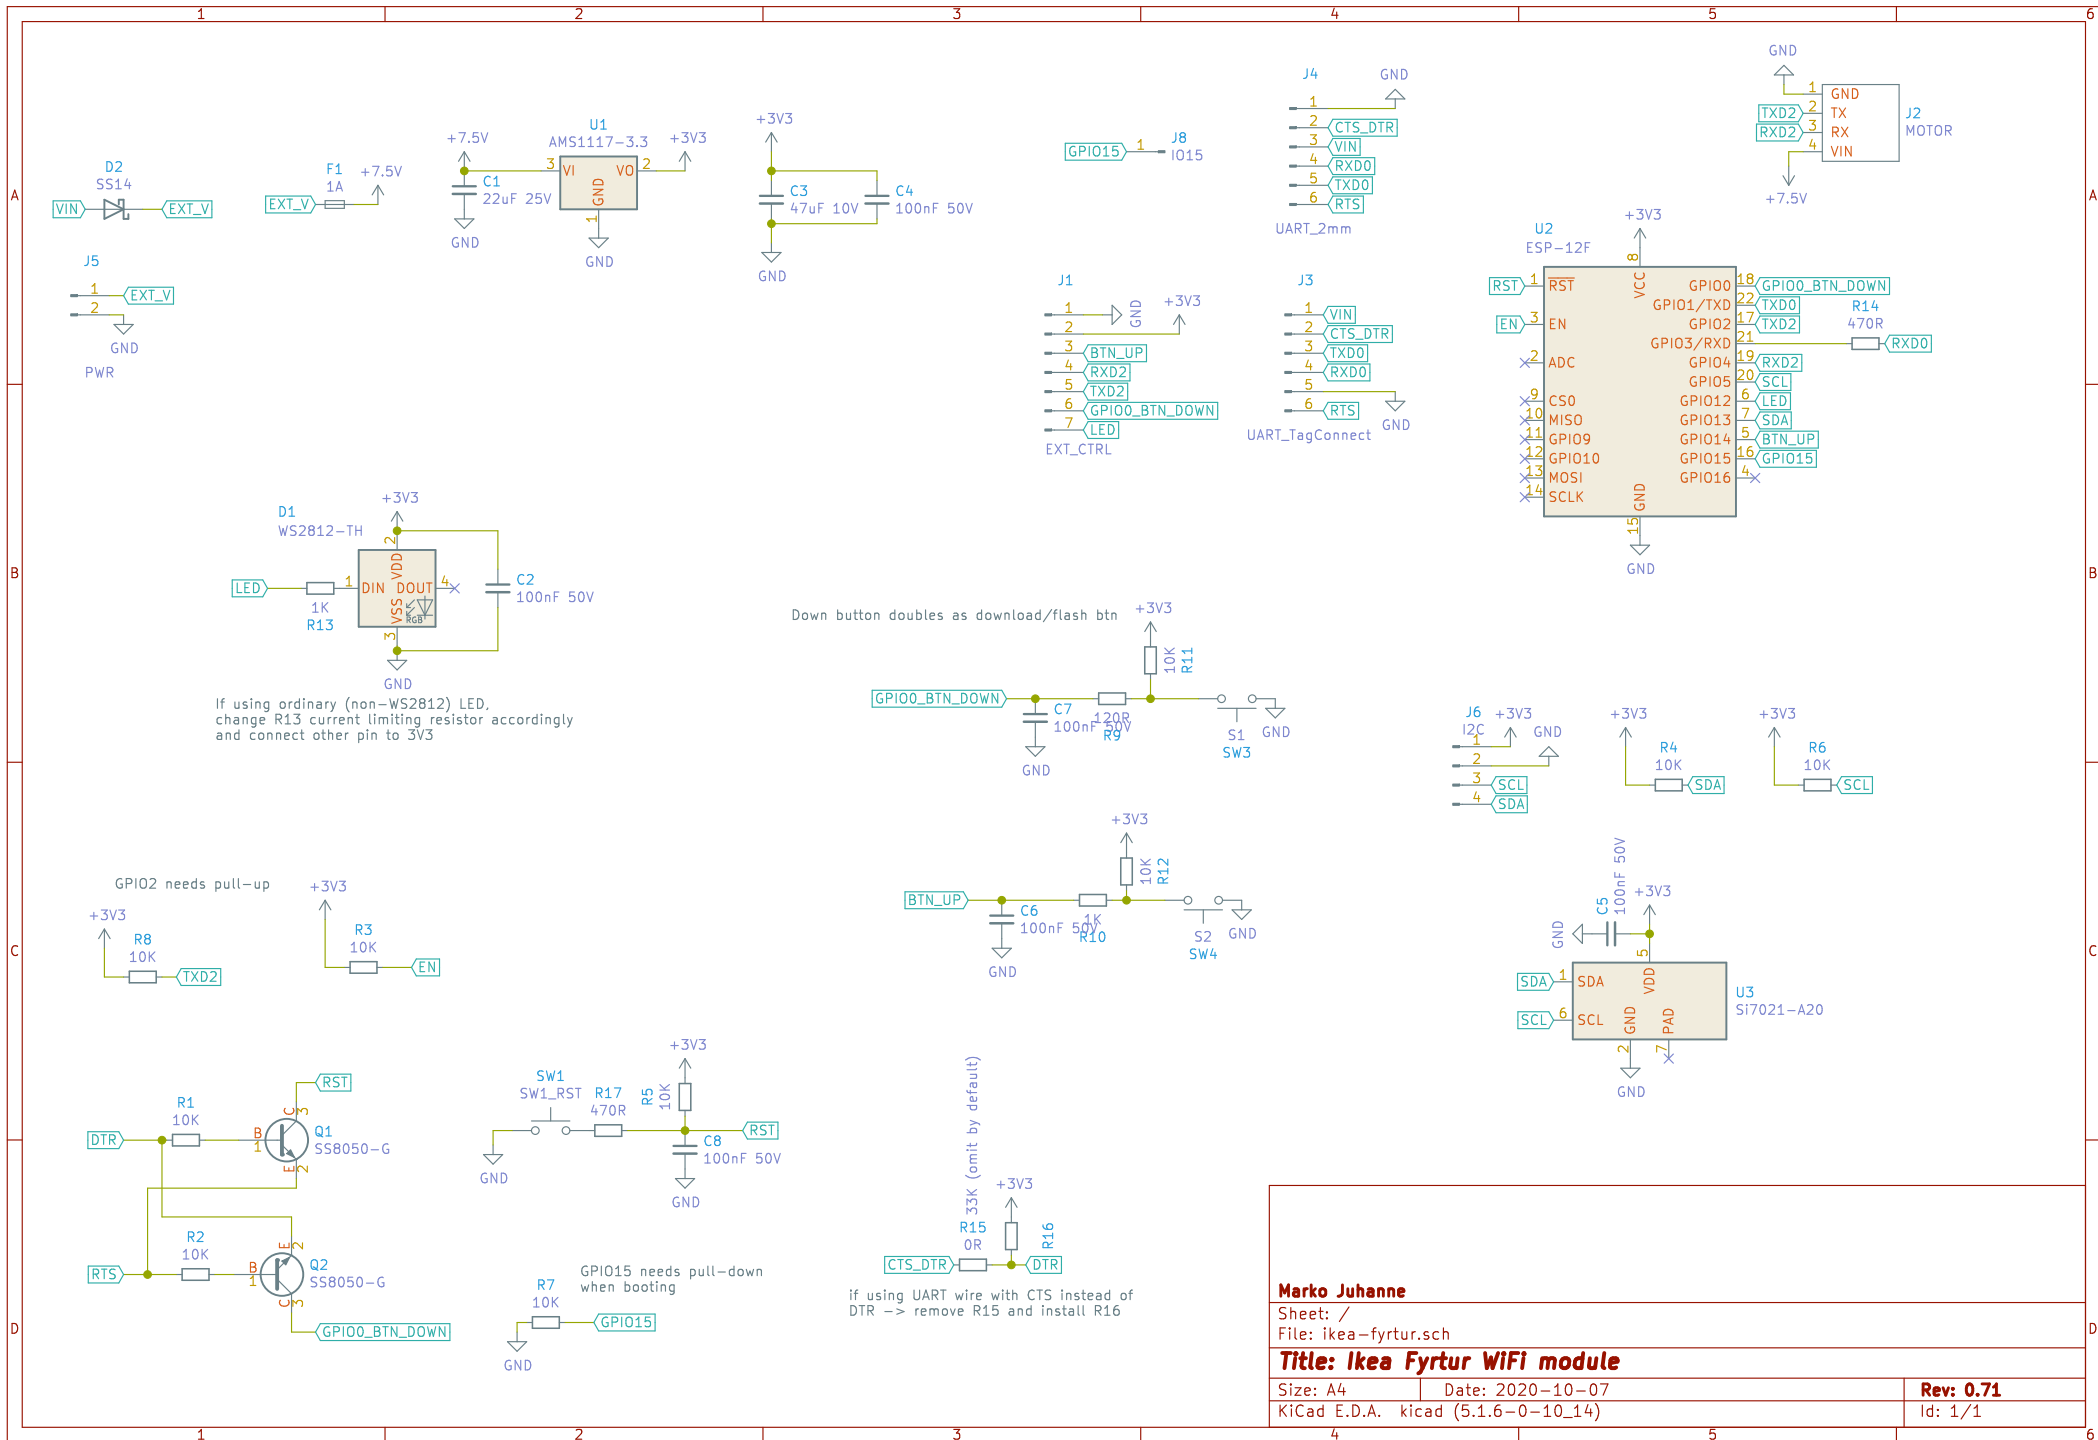 1
2
3
4
5
6
A
B
C
D
A
B
C
D
1
2
3
4
5
6
D2
SS14
VIN
EXT_V
J5
1
EXT_V
2
GND
PWR
F1
1A
EXT_V
+7.5V
+7.5V
C1
22uF 25V
GND
U1
AMS1117-3.3
3
VI
VO
2
GND
1
GND
+3V3
+3V3
C3
47uF 10V
C4
100nF 50V
GND
GPIO15
1
J8
IO15
J4
GND
1
2
CTS_DTR
3
VIN
4
RXD0
5
TXD0
6
RTS
UART_2mm
J1
1
GND
+3V3
2
3
BTN_UP
4
RXD2
5
TXD2
6
GPIO0_BTN_DOWN
7
LED
EXT_CTRL
J3
1
VIN
2
CTS_DTR
3
TXD0
4
RXD0
5
6
RTS
GND
UART_TagConnect
GND
1
GND
TXD2
2
TX
RXD2
3
RX
4
VIN
J2
MOTOR
+7.5V
U2
ESP-12F
+3V3
8
VCC
RST
1
RST
EN
3
EN
2
ADC
9
CS0
10
MISO
11
GPIO9
12
GPIO10
13
MOSI
14
SCLK
GPIO0
18
GPIO0_BTN_DOWN
GPIO1/TXD
22
TXD0
GPIO2
17
TXD2
GPIO3/RXD
21
R14
470R
RXD0
GPIO4
19
RXD2
GPIO5
20
SCL
GPIO12
6
LED
GPIO13
7
SDA
GPIO14
5
BTN_UP
GPIO15
16
GPIO15
GPIO16
4
GND
15
GND
D1
WS2812-TH
+3V3
2
VDD
LED
1K
R13
1
DIN
DOUT
4
VSS
RGB
3
GND
C2
100nF 50V
If using ordinary (non-WS2812) LED,
change R13 current limiting resistor accordingly
and connect other pin to 3V3
Down button doubles as download/flash btn
+3V3
10K
R11
GPIO0_BTN_DOWN
C7
100nF 50V
120R
R9
GND
S1
SW3
GND
+3V3
10K
R12
BTN_UP
C6
100nF 50V
1K
R10
GND
S2
SW4
GND
J6
I2C
+3V3
GND
1
2
3
SCL
4
SDA
+3V3
R4
10K
SDA
+3V3
R6
10K
SCL
C5
100nF 50V
+3V3
GND
5
VDD
SDA
1
SDA
SCL
6
SCL
GND
PAD
2
7
GND
U3
Si7021-A20
GPIO2 needs pull-up
+3V3
R8
10K
TXD2
+3V3
R3
10K
EN
RST
R1
10K
DTR
B
1
C
3
E
2
Q1
SS8050-G
R2
10K
RTS
B
1
E
2
C
3
Q2
SS8050-G
GPIO0_BTN_DOWN
SW1
SW1_RST
R17
470R
R5
10K
+3V3
RST
C8
100nF 50V
GND
GND
GPIO15 needs pull-down
when booting
R7
10K
GPIO15
GND
33K (omit by default)
+3V3
R15
0R
R16
CTS_DTR
DTR
if using UART wire with CTS instead of
DTR -> remove R15 and install R16
Marko Juhanne
Sheet: /
File: ikea-fyrtur.sch
Title: Ikea Fyrtur WiFi module
Size: A4
Date: 2020-10-07
Rev: 0.71
KiCad E.D.A. kicad (5.1.6-0-10_14)
Id: 1/1